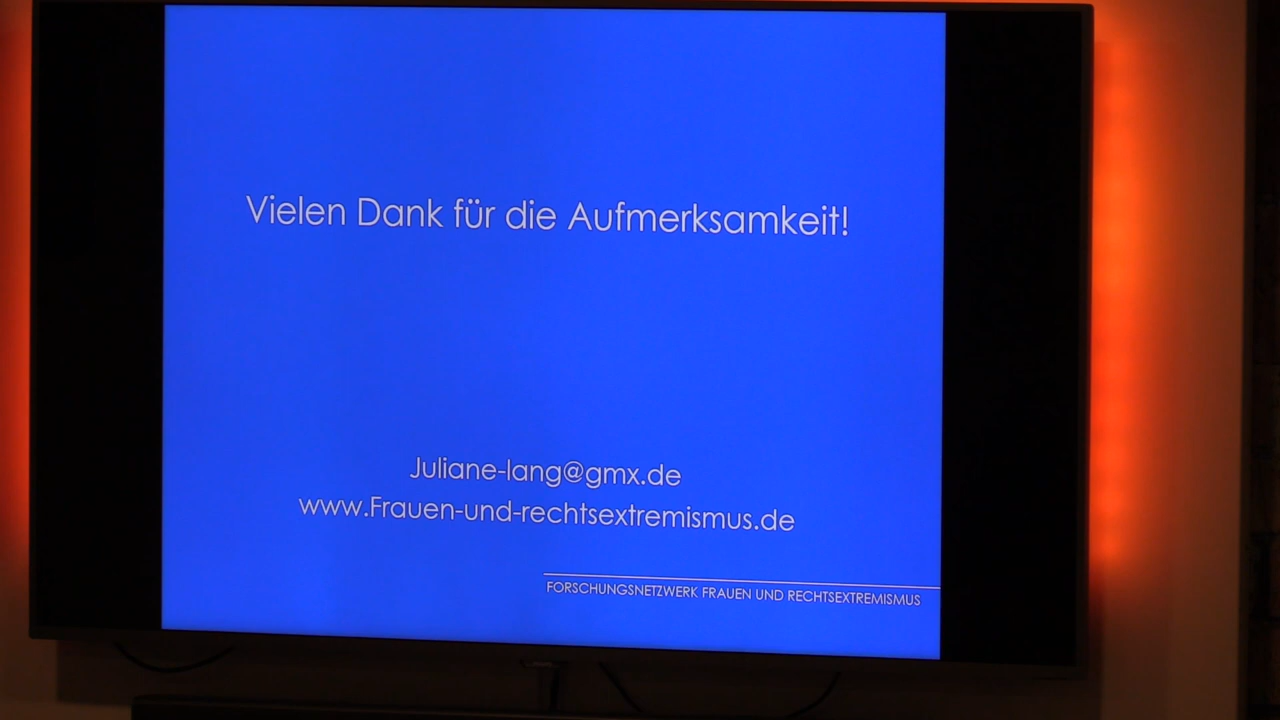 Vielen Dank für die Aufmerksamkeit!
Juliane-lang@gmx.de
www.Frauen-und-rechtsextremismus.de
FORSCHUNGSNETZWERK FRAUEN UND RECHTSEXTREMISMUS